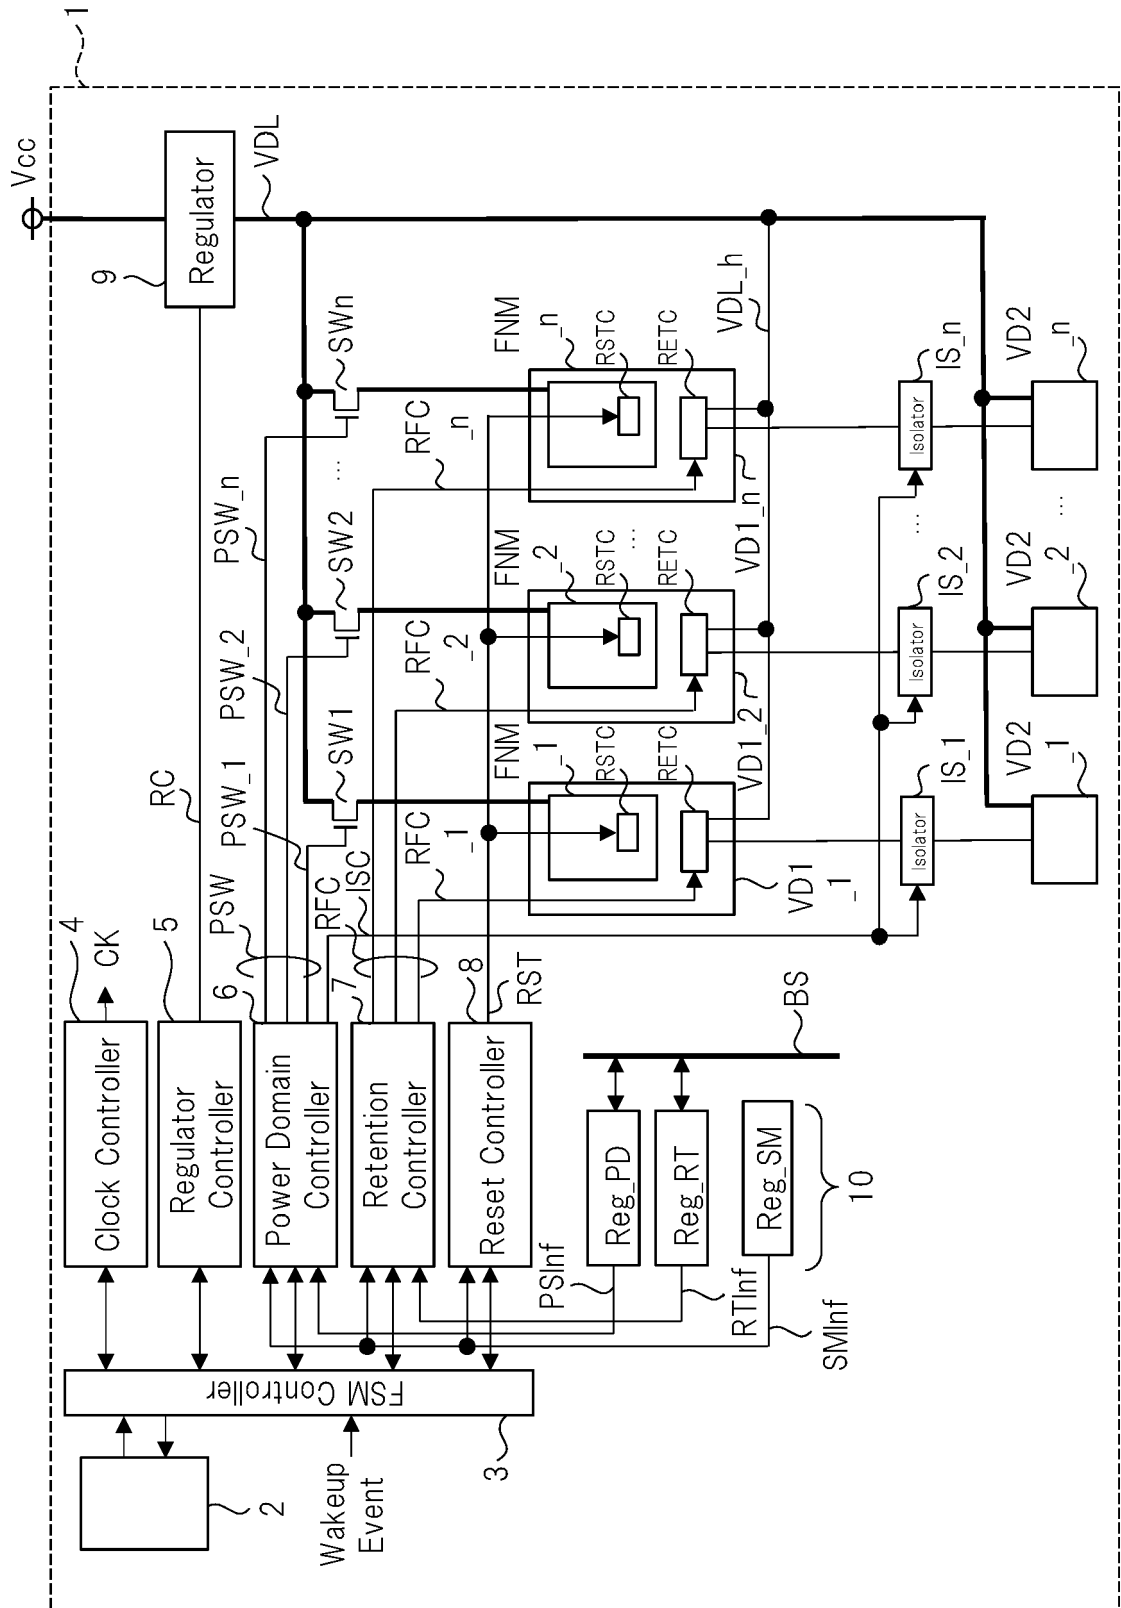 1
Vcc
9
Regulator
VDL
4
Clock Controller
CK
5
Regulator
Controller
RC
6
Power Domain
Controller
PSW
PSW_1
PSW_2
PSW_n
7
Retention
Controller
RFC
ISC
8
Reset Controller
RST
SW1
SW2
...
SWn
RFC
_1
RFC
_2
RFC
_n
FNM
_1
RSTC
RETC
VD1
_1
FNM
_2
RSTC
RETC
VD1_2
...
FNM
_n
RSTC
RETC
VD1_n
VDL_h
Isolator
IS_1
Isolator
IS_2
...
Isolator
IS_n
VD2
_1
VD2
_2
...
VD2
_n
FSM Controller
3
2
Wakeup
Event
PSInf
Reg_PD
RTInf
Reg_RT
SMInf
Reg_SM
10
BS